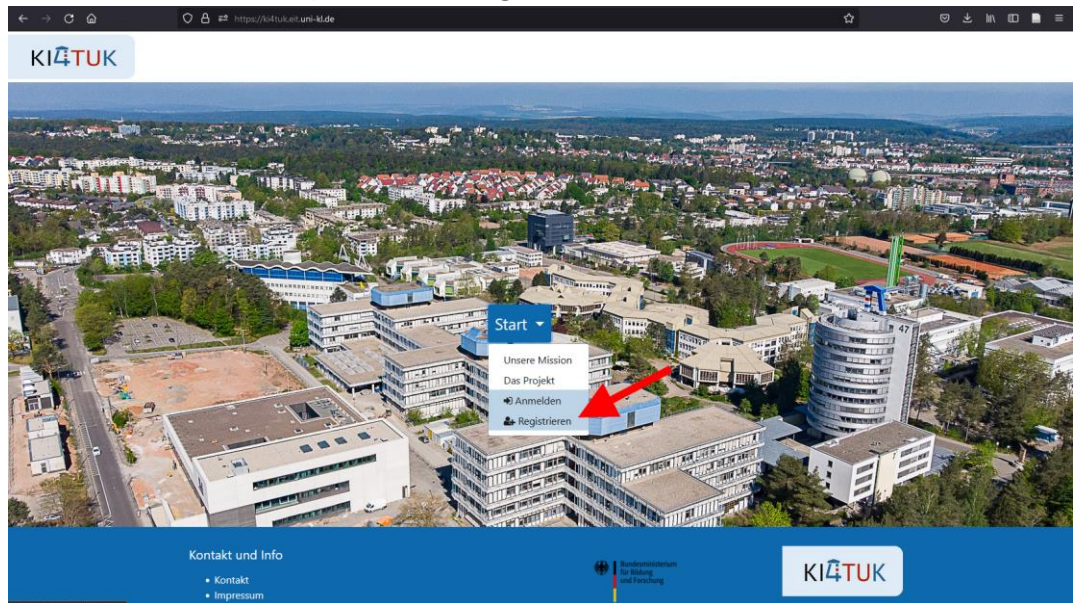 https://ki4tuk.eit.uni-kl.de
KI4TUK
47
Start
Unsere Mission
Das Projekt
Anmelden
Registrieren
Kontakt und Info
• Kontakt
• Impressum
Bundesministerium
für Bildung
und Forschung
KI4TUK